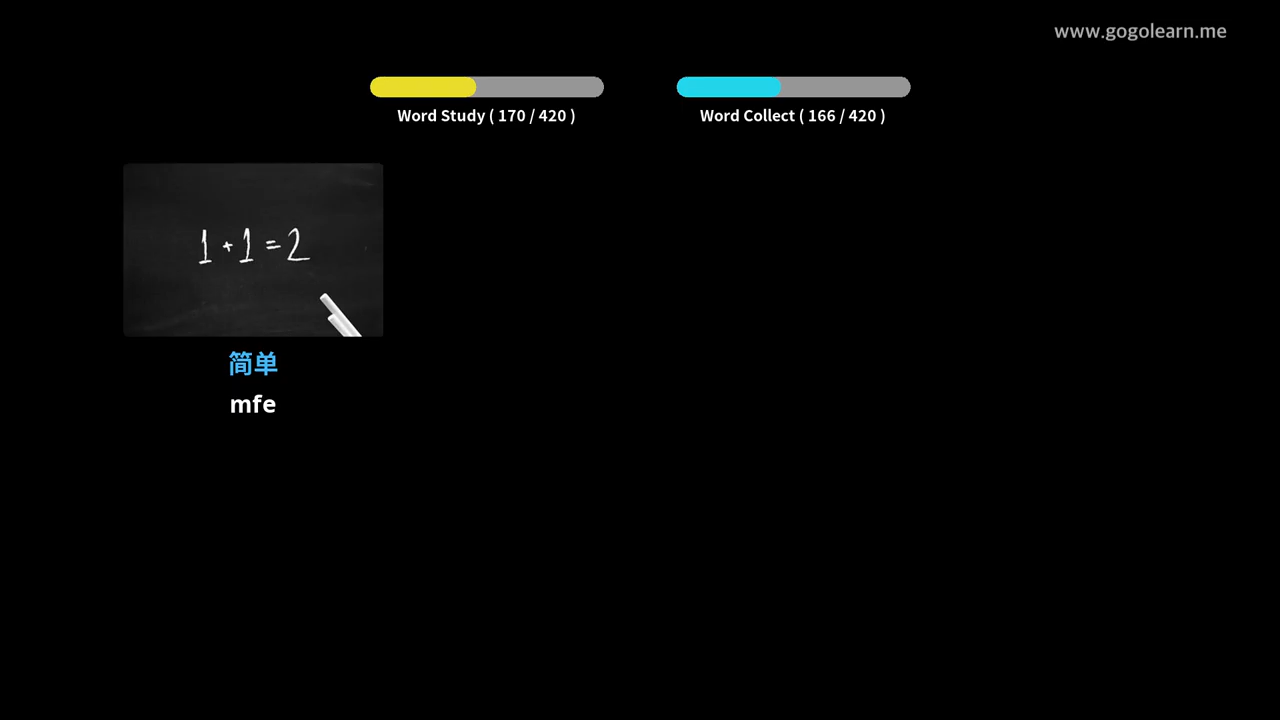 www.gogolearn.me
Word Study ( 170 / 420 )
Word Collect ( 166 / 420 )
1 + 1 = 2
简单
mfe